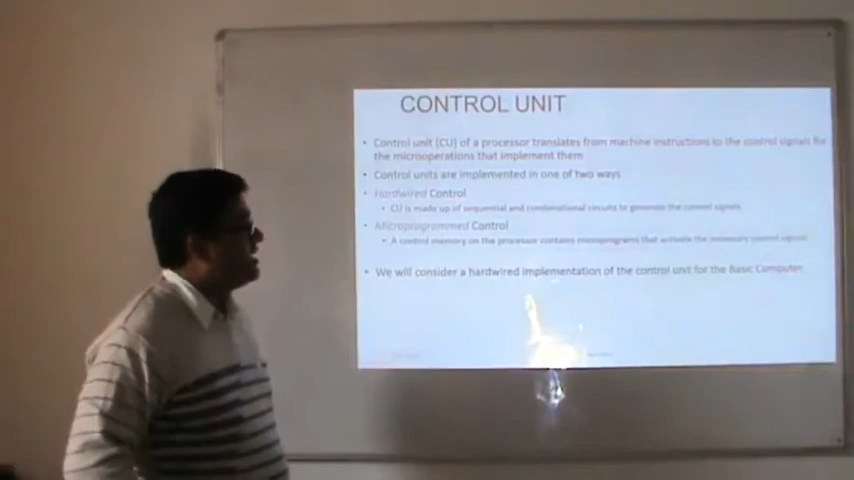 CONTROL UNIT
• Control unit (CU) of a processor translates from machine instructions to the control signals for
the microoperations that implement them
• Control units are implemented in one of two ways
• Hardwired Control
• CU is made up of sequential and combinational circuits to generate the control signals
• Microprogrammed Control
• A control memory on the processor contains microprograms that activate the necessary control signals
• We will consider a hardwired implementation of the control unit for the Basic Computer